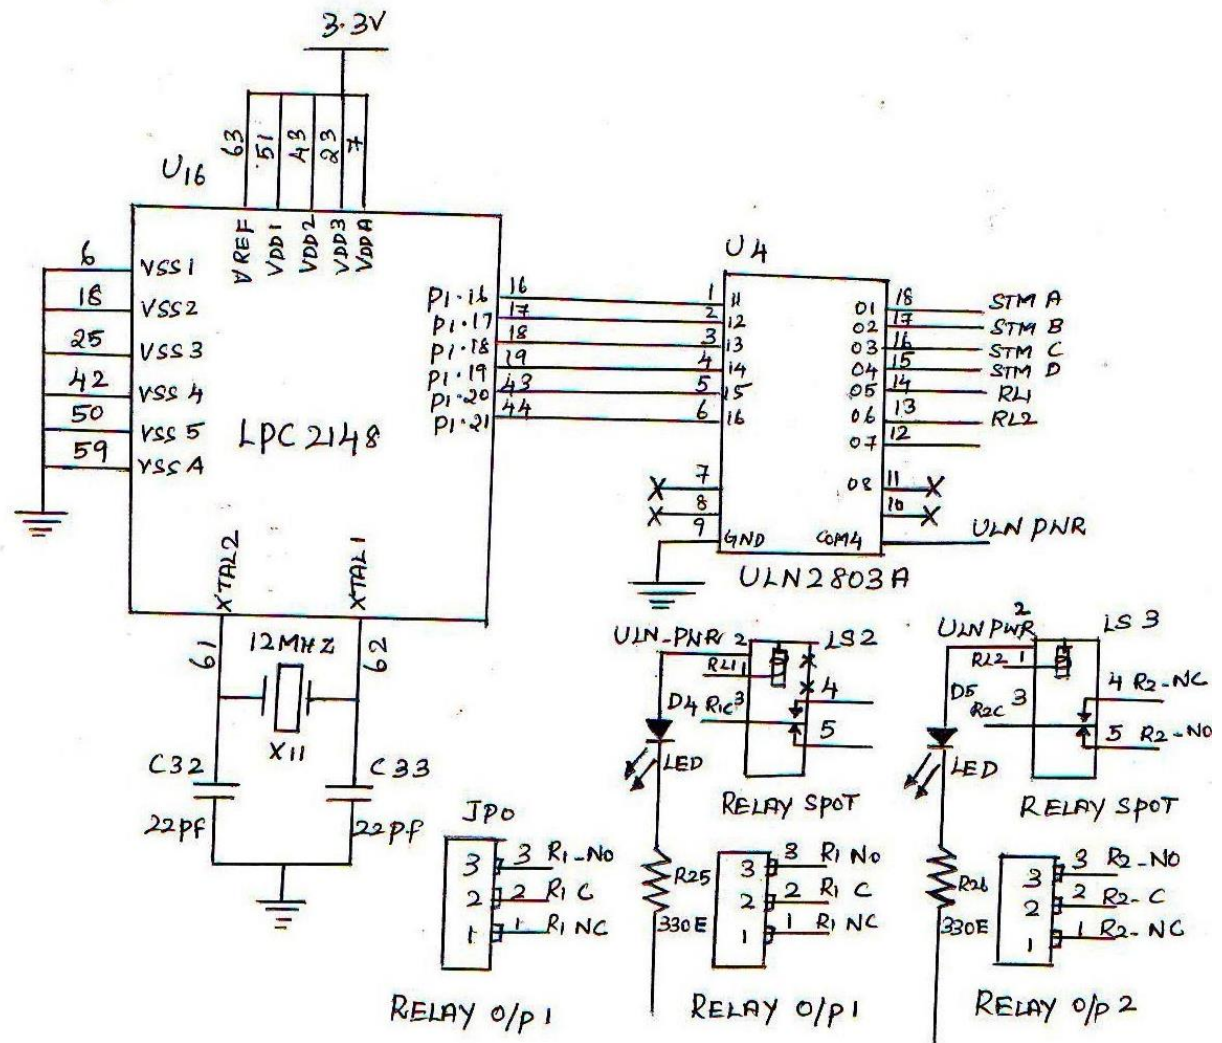 3.3V
63
51
43
23
7
U16
VREF
VDD1
VDD2
VDD3
VDDA
6 VSS1
18 VSS2
25 VSS3
42 VSS4
50 VSS5
59 VSSA
LPC2148
P1.16 16
P1.17 17
P1.18 18
P1.19 19
P1.20 43
P1.21 44
XTAL2
XTAL1
61
62
12MHZ
X11
C32
C33
22pf
22pf
U4
1 I1
2 I2
3 I3
4 I4
5 I5
6 I6
7
8
9 GND
O1 18 STM A
O2 17 STM B
O3 16 STM C
O4 15 STM D
O5 14 RL1
O6 13 RL2
O7 12
O8 11
10
COM4 ULN PWR
ULN2803A
ULN-PWR 2 LS2
RL1 1
4
D4 R1C 3
5
LED
RELAY SPOT
R25
330E
ULN PWR 2 LS3
RL2 1
4 R2-NC
D5 R2C 3
5 R2-NO
LED
RELAY SPOT
R26
330E
JP0
3 3 R1-NO
2 2 R1 C
1 1 R1 NC
RELAY O/P1
3 3 R1 NO
2 2 R1 C
1 1 R1 NC
RELAY O/P1
3 3 R2-NO
2 2 R2-C
1 1 R2-NC
RELAY O/P2